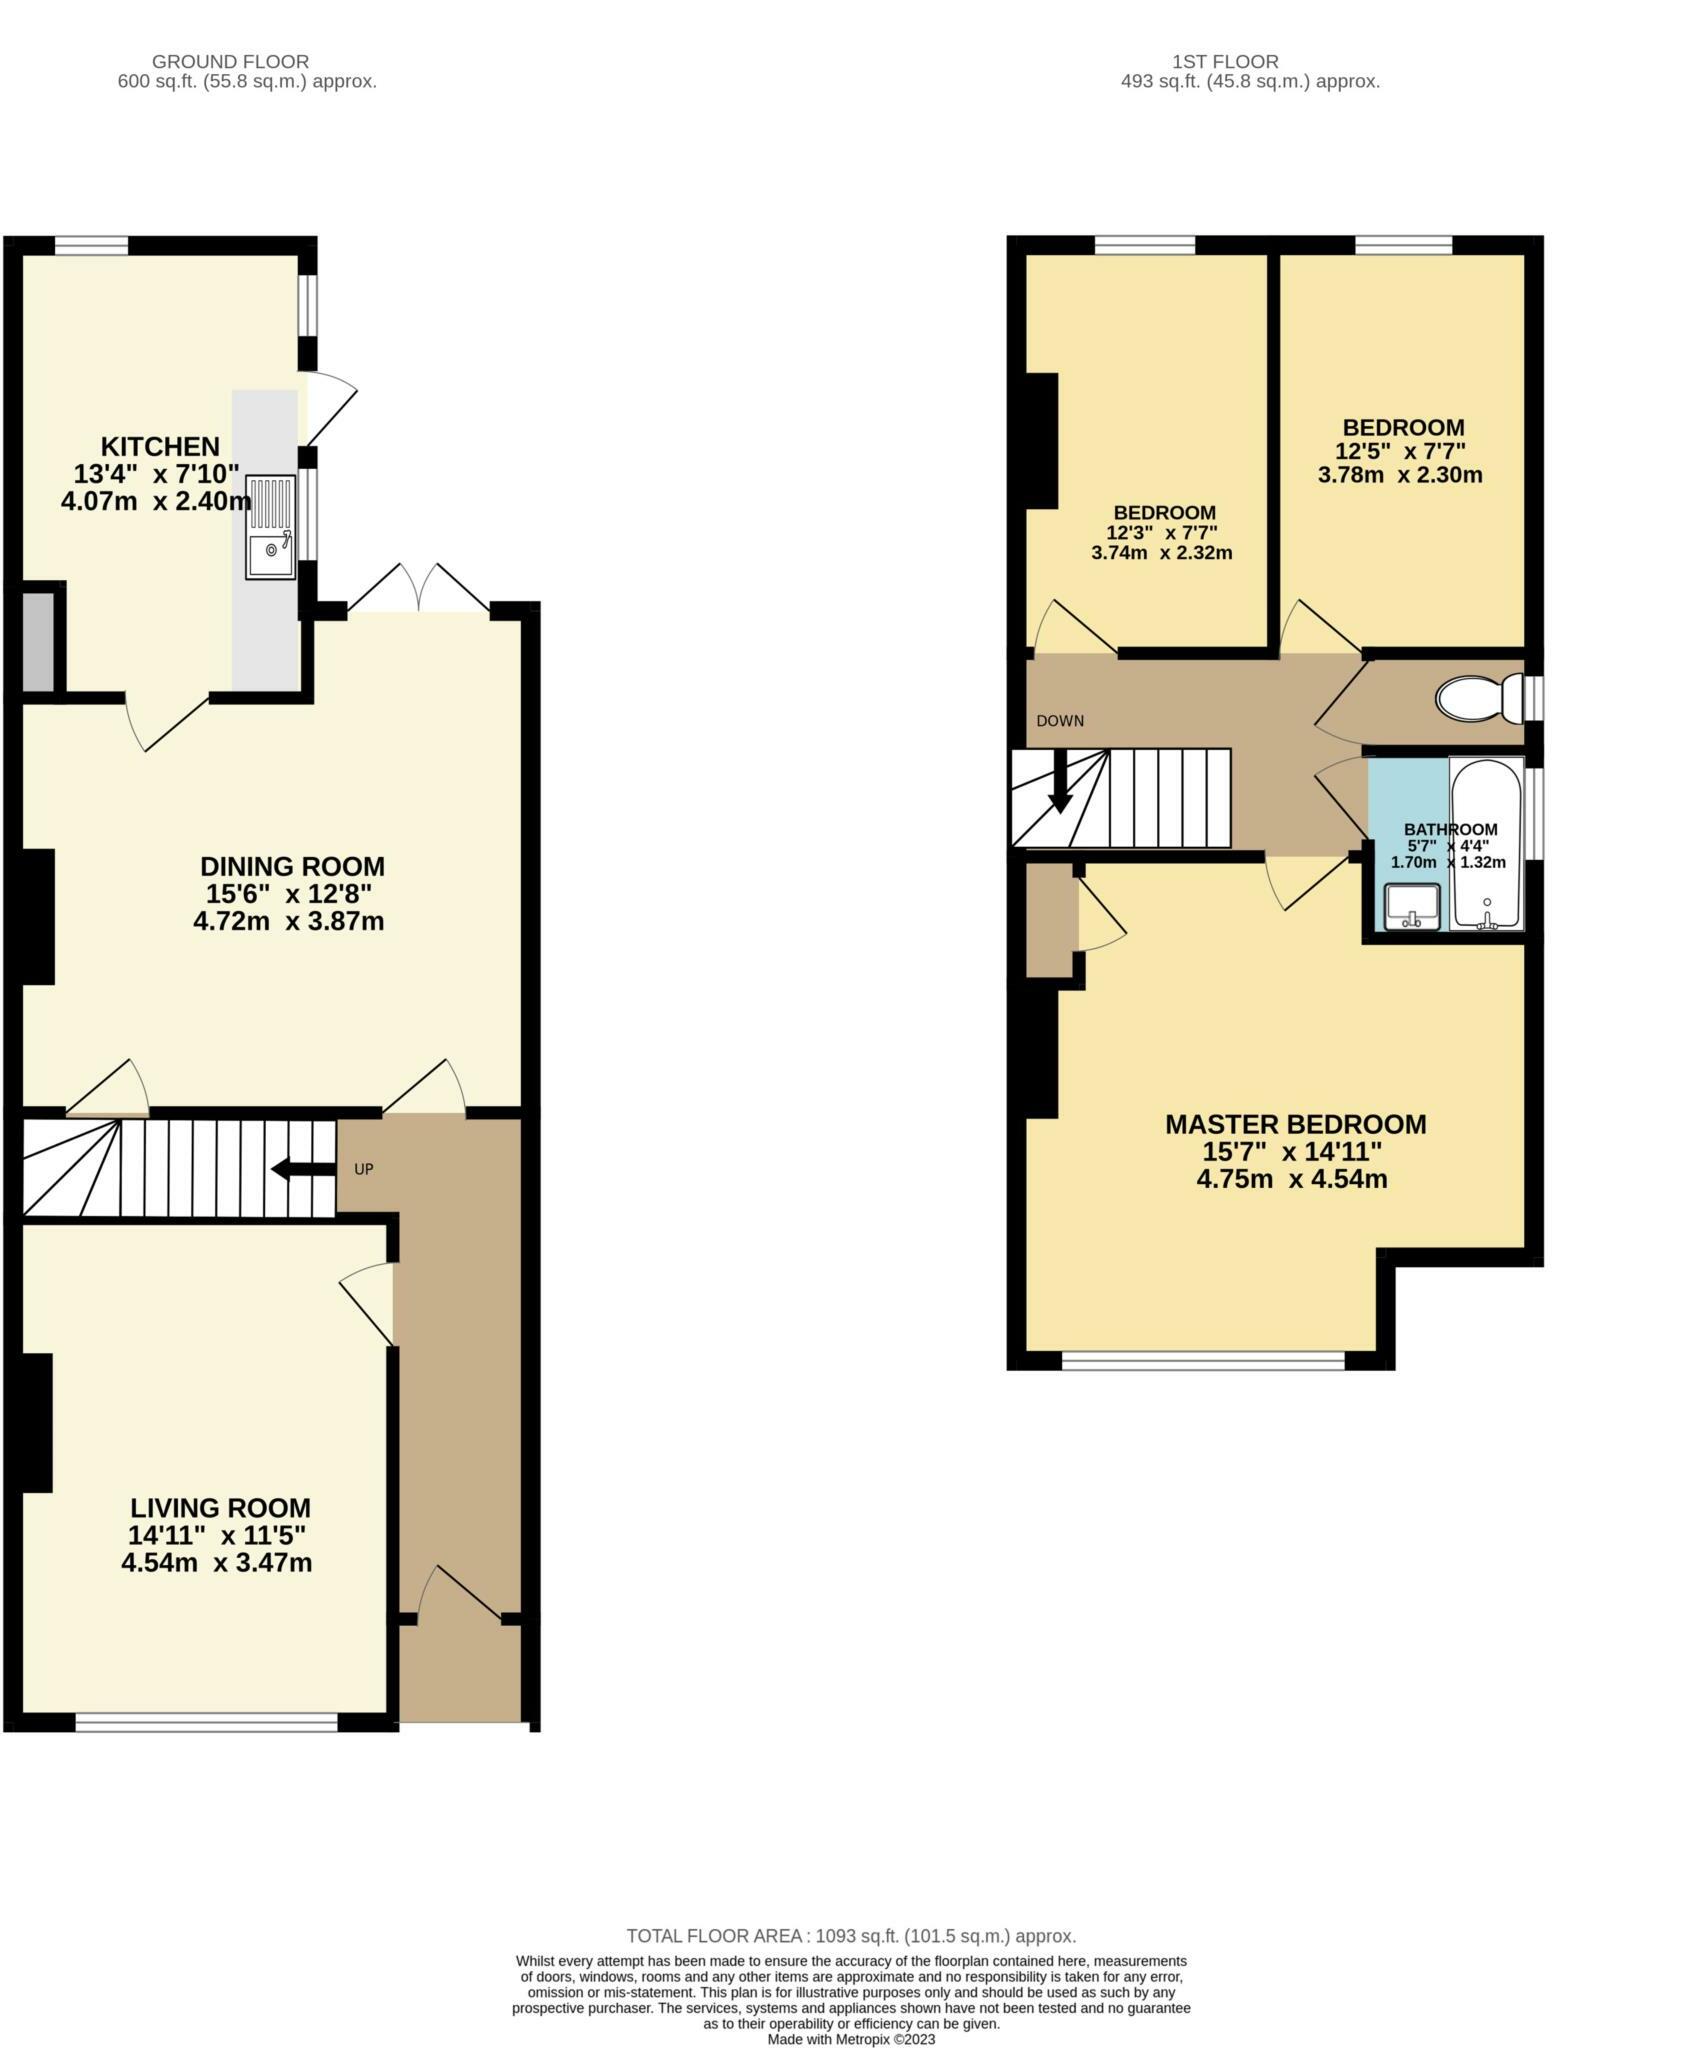 GROUND FLOOR
600 sq.ft. (55.8 sq.m.) approx.
1ST FLOOR
493 sq.ft. (45.8 sq.m.) approx.
KITCHEN
13'4" x 7'10"
4.07m x 2.40m
DINING ROOM
15'6" x 12'8"
4.72m x 3.87m
UP
LIVING ROOM
14'11" x 11'5"
4.54m x 3.47m
BEDROOM
12'5" x 7'7"
3.78m x 2.30m
BEDROOM
12'3" x 7'7"
3.74m x 2.32m
DOWN
BATHROOM
5'7" x 4'4"
1.70m x 1.32m
MASTER BEDROOM
15'7" x 14'11"
4.75m x 4.54m
TOTAL FLOOR AREA : 1093 sq.ft. (101.5 sq.m.) approx.
Whilst every attempt has been made to ensure the accuracy of the floorplan contained here, measurements
of doors, windows, rooms and any other items are approximate and no responsibility is taken for any error,
omission or mis-statement. This plan is for illustrative purposes only and should be used as such by any
prospective purchaser. The services, systems and appliances shown have not been tested and no guarantee
as to their operability or efficiency can be given.
Made with Metropix ©2023